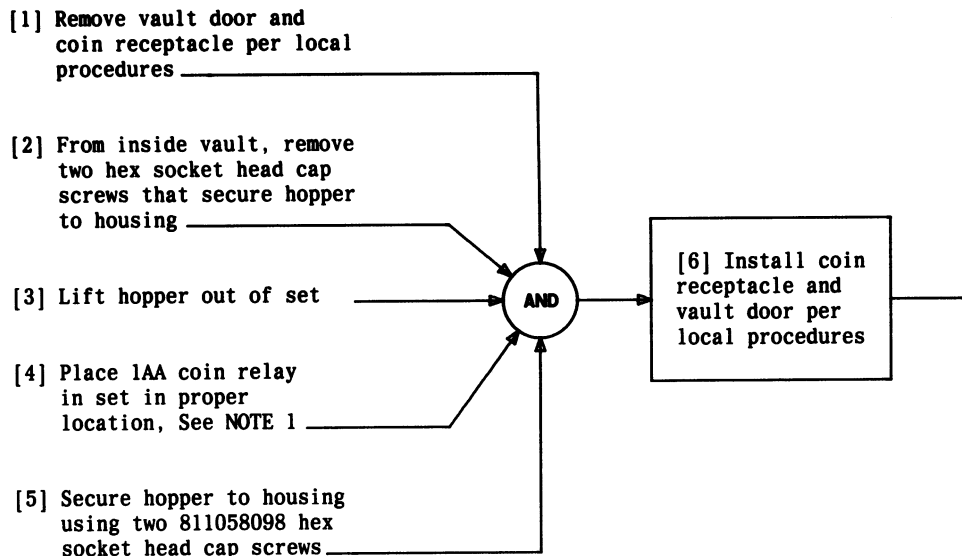 [1] Remove vault door and
coin receptacle per local
procedures
[2] From inside vault, remove
two hex socket head cap
screws that secure hopper
to housing
[3] Lift hopper out of set
[4] Place 1AA coin relay
in set in proper
location, See NOTE 1
[5] Secure hopper to housing
using two 811058098 hex
socket head cap screws
AND
[6] Install coin
receptacle and
vault door per
local procedures